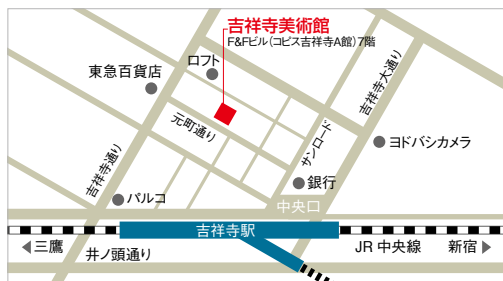 吉祥寺美術館
F&Fビル(コピス吉祥寺A館)7階
ロフト
東急百貨店
吉祥寺大通り
元町通り
サンロード
ヨドバシカメラ
吉祥寺通り
銀行
パルコ
中央口
吉祥寺駅
三鷹
井ノ頭通り
JR 中央線
新宿